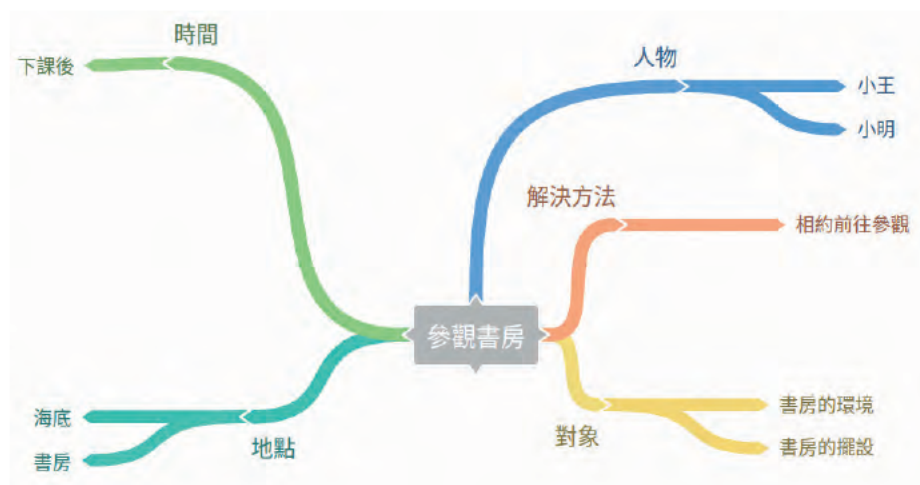 時間
下課後
人物
小王
小明
解決方法
相約前往參觀
參觀書房
海底
書房
地點
對象
書房的環境
書房的擺設